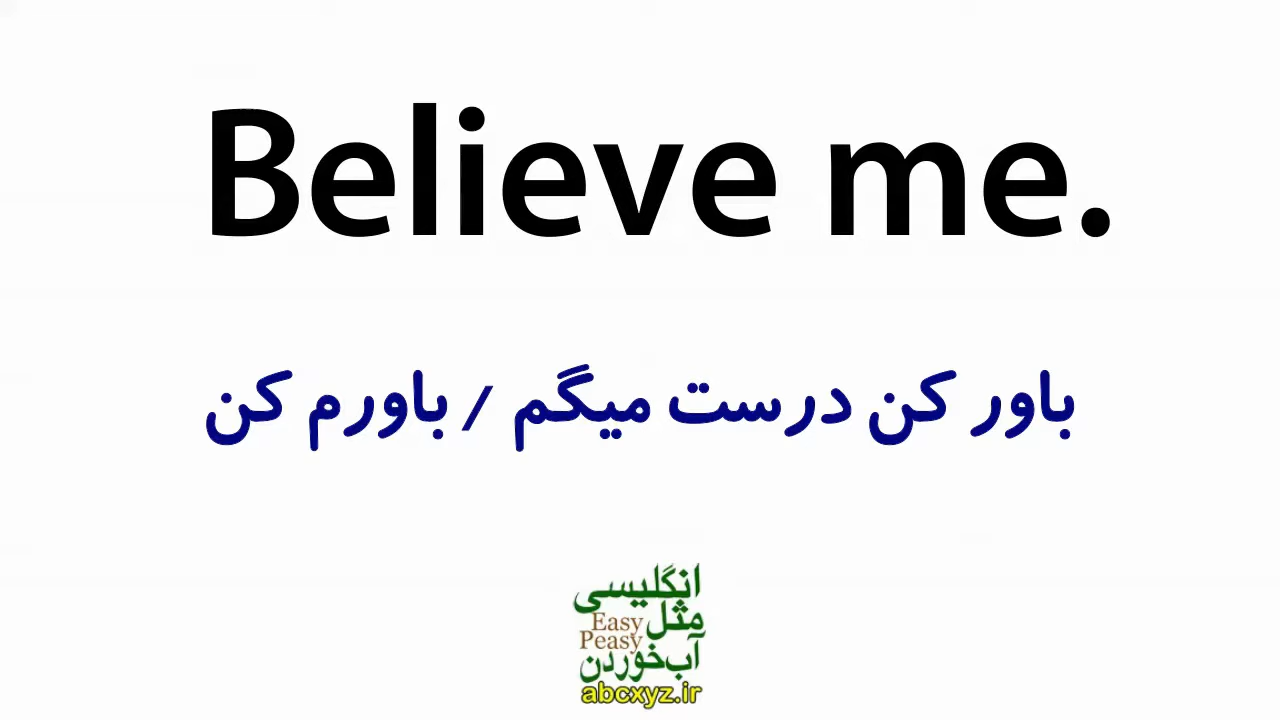 Believe me.
باور کن درست میگم / باورم کن
انگلیسی
مثل Easy
Peasy
آب خوردن
abcxyz.ir